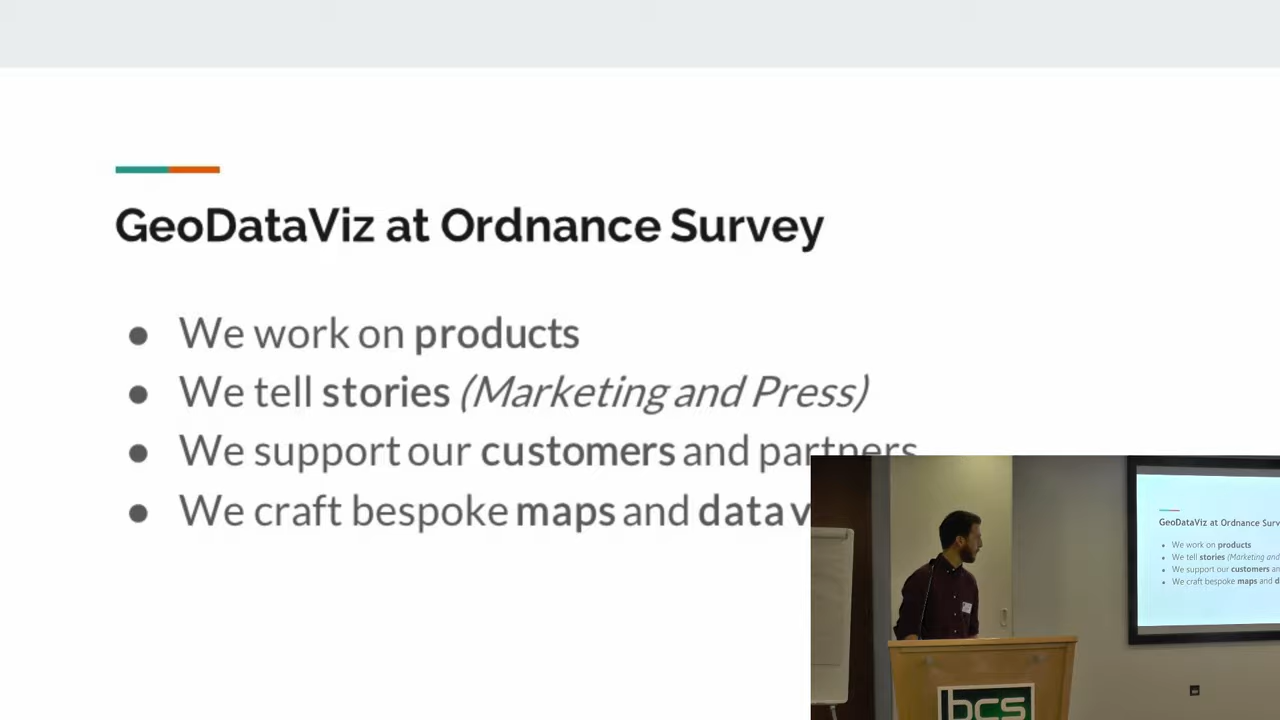 GeoDataViz at Ordnance Survey
● We work on products
● We tell stories (Marketing and Press)
● We support our customers and partners
● We craft bespoke maps and data v
GeoDataViz at Ordnance Surv
• We work on products
• We tell stories (Marketing and
• We support our customers an
• We craft bespoke maps and d
bcs